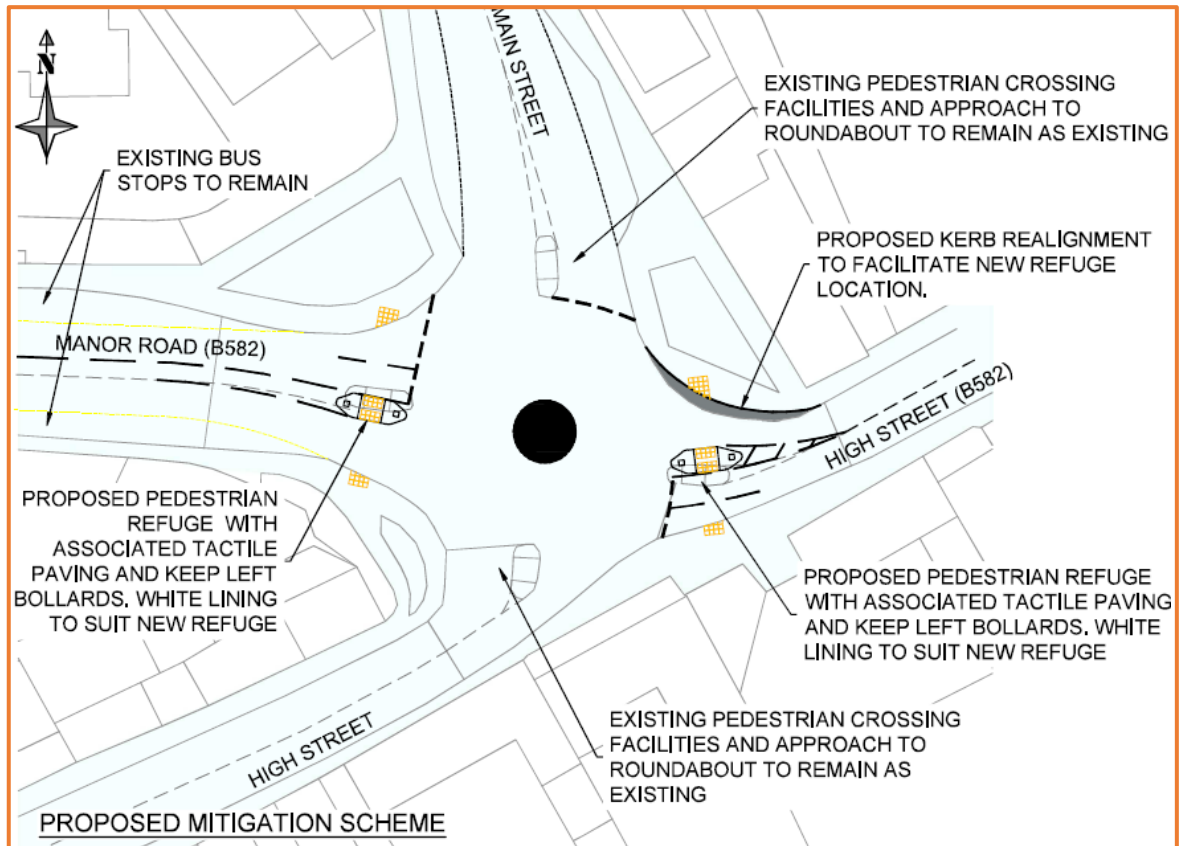 N
MAIN STREET
EXISTING PEDESTRIAN CROSSING
FACILITIES AND APPROACH TO
ROUNDABOUT TO REMAIN AS EXISTING
EXISTING BUS
STOPS TO REMAIN
PROPOSED KERB REALIGNMENT
TO FACILITATE NEW REFUGE
LOCATION.
MANOR ROAD (B582)
HIGH STREET (B582)
PROPOSED PEDESTRIAN
REFUGE WITH
ASSOCIATED TACTILE
PAVING AND KEEP LEFT
BOLLARDS. WHITE LINING
TO SUIT NEW REFUGE
PROPOSED PEDESTRIAN REFUGE
WITH ASSOCIATED TACTILE PAVING
AND KEEP LEFT BOLLARDS. WHITE
LINING TO SUIT NEW REFUGE
HIGH STREET
EXISTING PEDESTRIAN CROSSING
FACILITIES AND APPROACH TO
ROUNDABOUT TO REMAIN AS
EXISTING
PROPOSED MITIGATION SCHEME